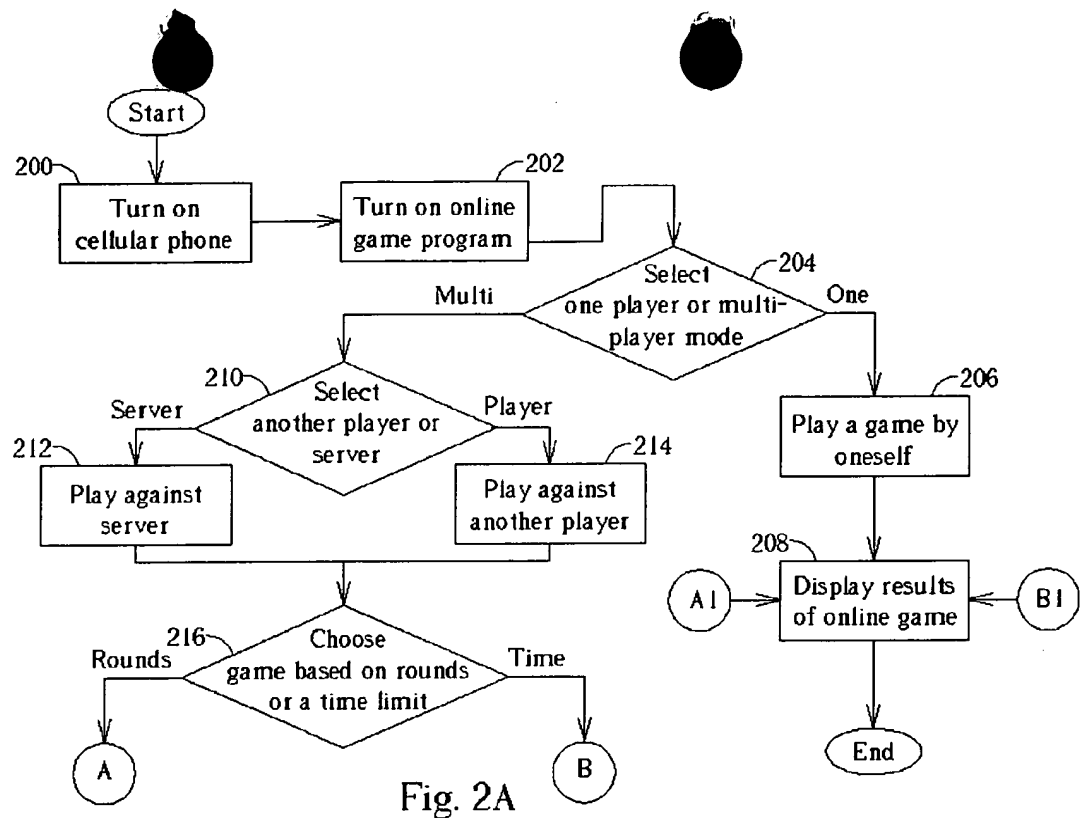 Start
200
Turn on
cellular phone
202
Turn on online
game program
204
Select
one player or multi-
player mode
Multi
One
206
Play a game by
oneself
210
Select
another player or
server
Server
Player
212
Play against
server
214
Play against
another player
208
Display results
of online game
A1
B1
216
Choose
game based on rounds
or a time limit
Rounds
Time
A
B
End
Fig. 2A